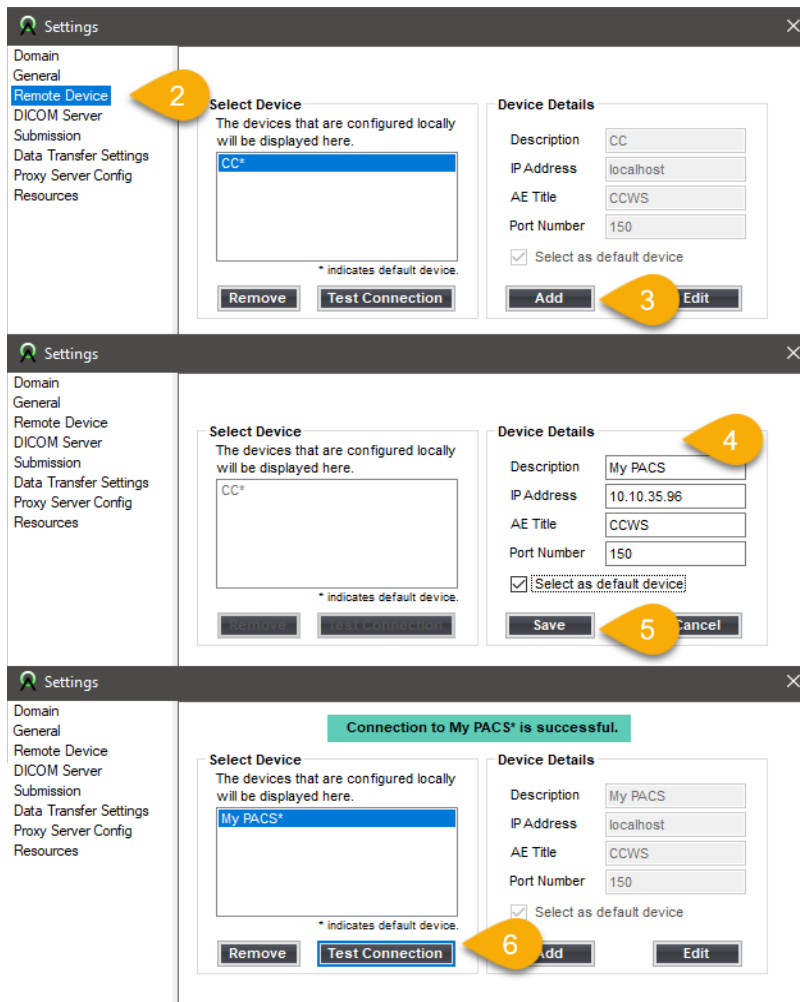 Settings
Domain
General
Remote Device
DICOM Server
Submission
Data Transfer Settings
Proxy Server Config
Resources
2
Select Device
The devices that are configured locally
will be displayed here.
CC*
* indicates default device.
Remove Test Connection
Device Details
Description CC
IP Address localhost
AE Title CCWS
Port Number 150
Select as default device
Add 3 Edit
Settings
Domain
General
Remote Device
DICOM Server
Submission
Data Transfer Settings
Proxy Server Config
Resources
Select Device
The devices that are configured locally
will be displayed here.
CC*
* indicates default device.
Remove Test Connection
Device Details
4
Description My PACS
IP Address 10.10.35.96
AE Title CCWS
Port Number 150
Select as default device
Save 5 Cancel
Settings
Domain
General
Remote Device
DICOM Server
Submission
Data Transfer Settings
Proxy Server Config
Resources
Connection to My PACS* is successful.
Select Device
The devices that are configured locally
will be displayed here.
My PACS*
* indicates default device.
Remove Test Connection
6
Device Details
Description My PACS
IP Address localhost
AE Title CCWS
Port Number 150
Select as default device
Add Edit